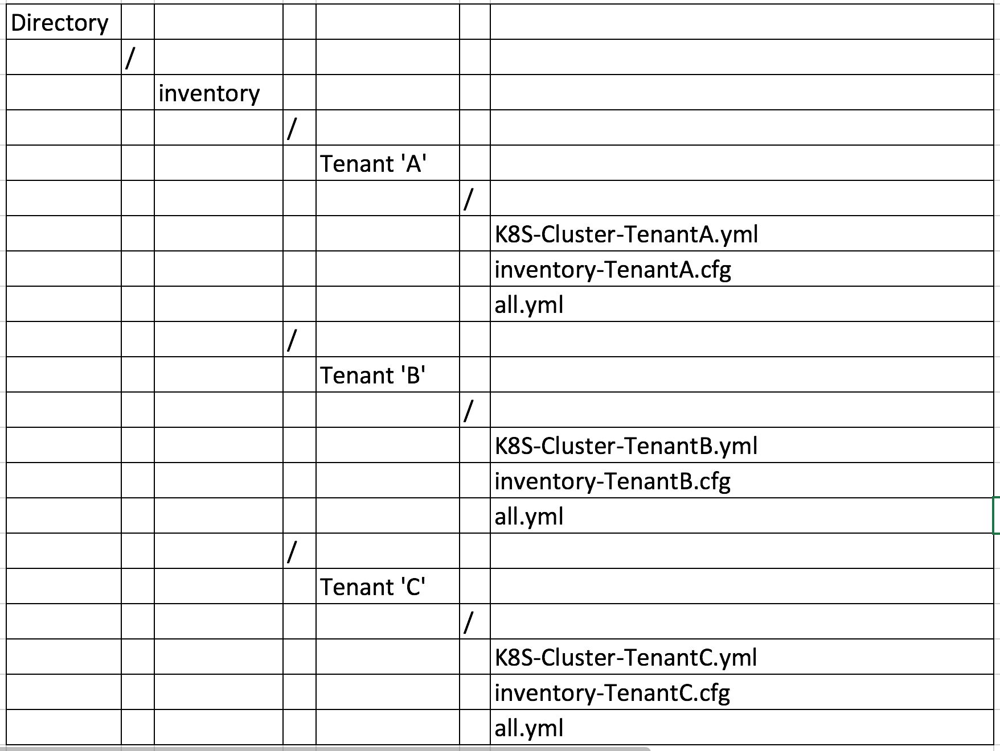 Directory
/
inventory
/
Tenant 'A'
/
K8S-Cluster-TenantA.yml
inventory-TenantA.cfg
all.yml
/
Tenant 'B'
/
K8S-Cluster-TenantB.yml
inventory-TenantB.cfg
all.yml
/
Tenant 'C'
/
K8S-Cluster-TenantC.yml
inventory-TenantC.cfg
all.yml